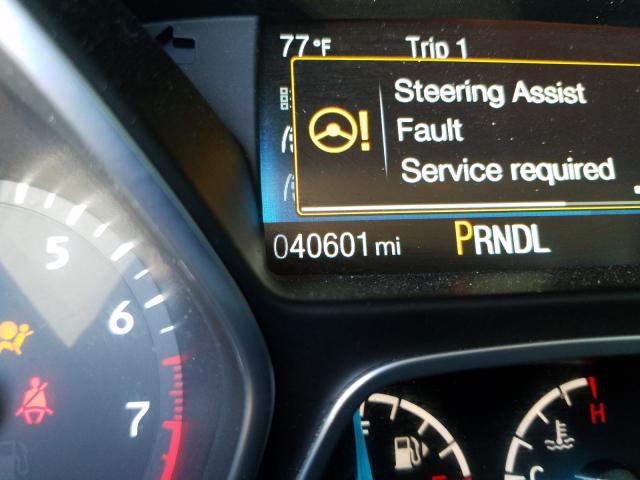 77°F Trip 1
Steering Assist
Fault
Service required
040601 mi PRNDL
5
6
7
H
C